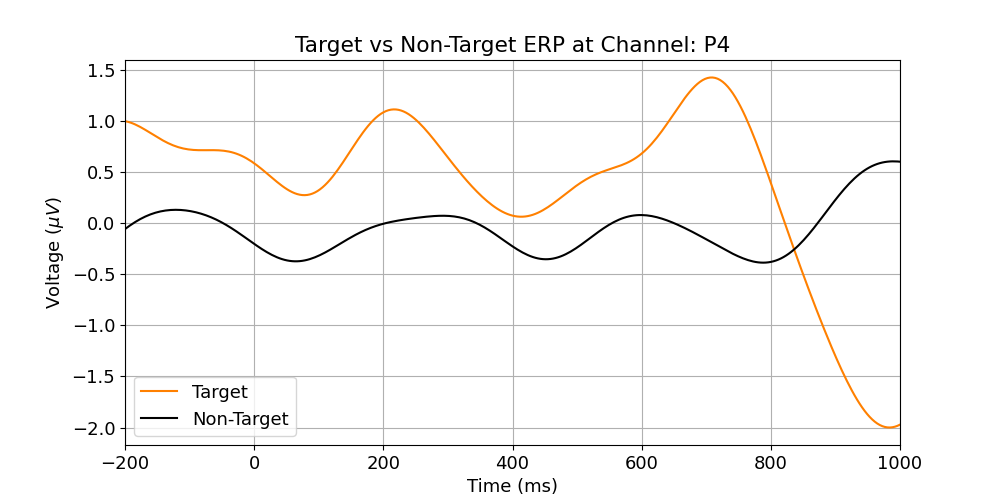 Target vs Non-Target ERP at Channel: P4
1.5
1.0
0.5
0.0
−0.5
−1.0
−1.5
−2.0
Voltage (μV)
Target
Non-Target
−200 0 200 400 600 800 1000
Time (ms)